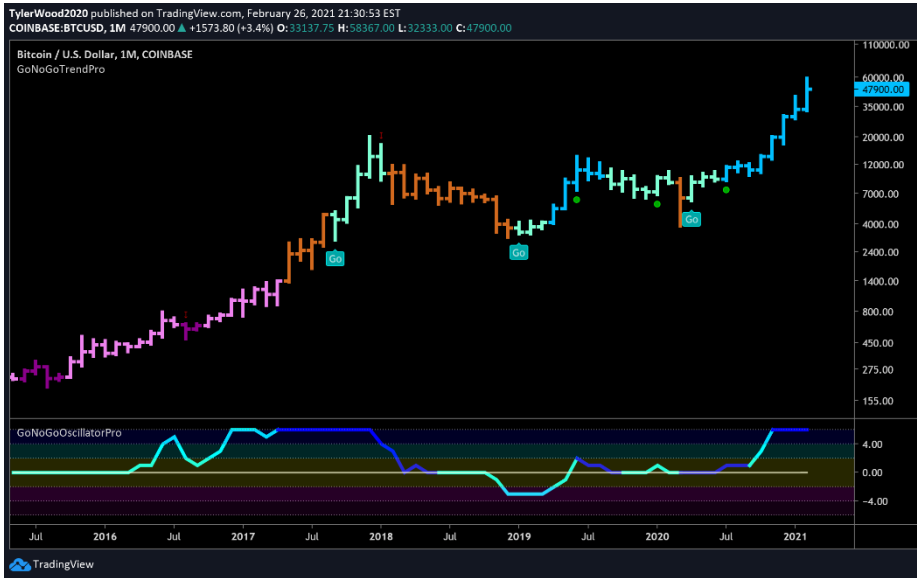 TylerWood2020 published on TradingView.com, February 26, 2021 21:30:53 EST
COINBASE:BTCUSD, 1M 47900.00 ▲ +1573.80 (+3.4%) O:33137.75 H:58367.00 L:32333.00 C:47900.00
Bitcoin / U.S. Dollar, 1M, COINBASE
GoNoGoTrendPro
110000.00
60000.00
47900.00
35000.00
20000.00
12000.00
7000.00
4000.00
2400.00
1400.00
800.00
450.00
275.00
155.00
Go
Go
Go
GoNoGoOscillatorPro
4.00
0.00
−4.00
Jul 2016 Jul 2017 Jul 2018 Jul 2019 Jul 2020 Jul 2021
TradingView